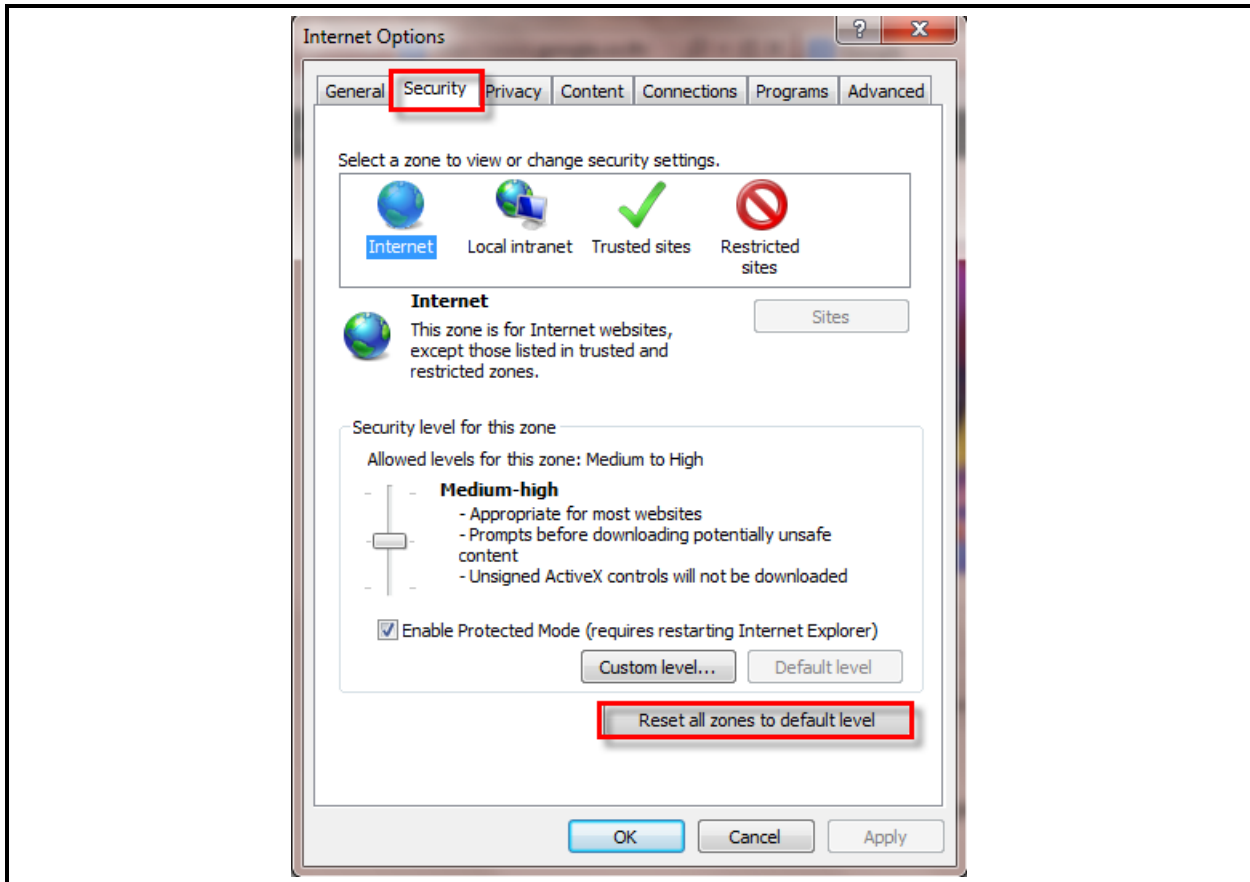 Internet Options
?
X
General Security Privacy Content Connections Programs Advanced
Select a zone to view or change security settings.
Internet Local intranet Trusted sites Restricted
sites
Internet
Sites
This zone is for Internet websites,
except those listed in trusted and
restricted zones.
Security level for this zone
Allowed levels for this zone: Medium to High
Medium-high
- Appropriate for most websites
- Prompts before downloading potentially unsafe
content
- Unsigned ActiveX controls will not be downloaded
Enable Protected Mode (requires restarting Internet Explorer)
Custom level... Default level
Reset all zones to default level
OK Cancel Apply